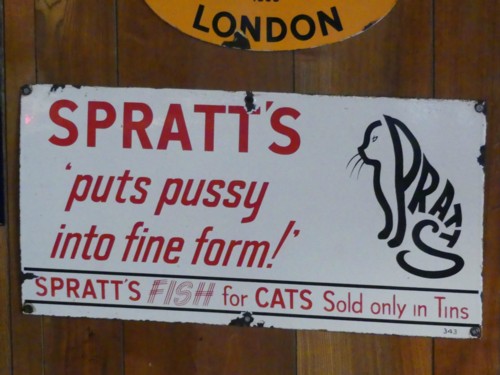 LONDON
SPRATT'S
'puts pussy
into fine form!'
SPRATTS
SPRATT'S FISH for CATS Sold only in Tins
343